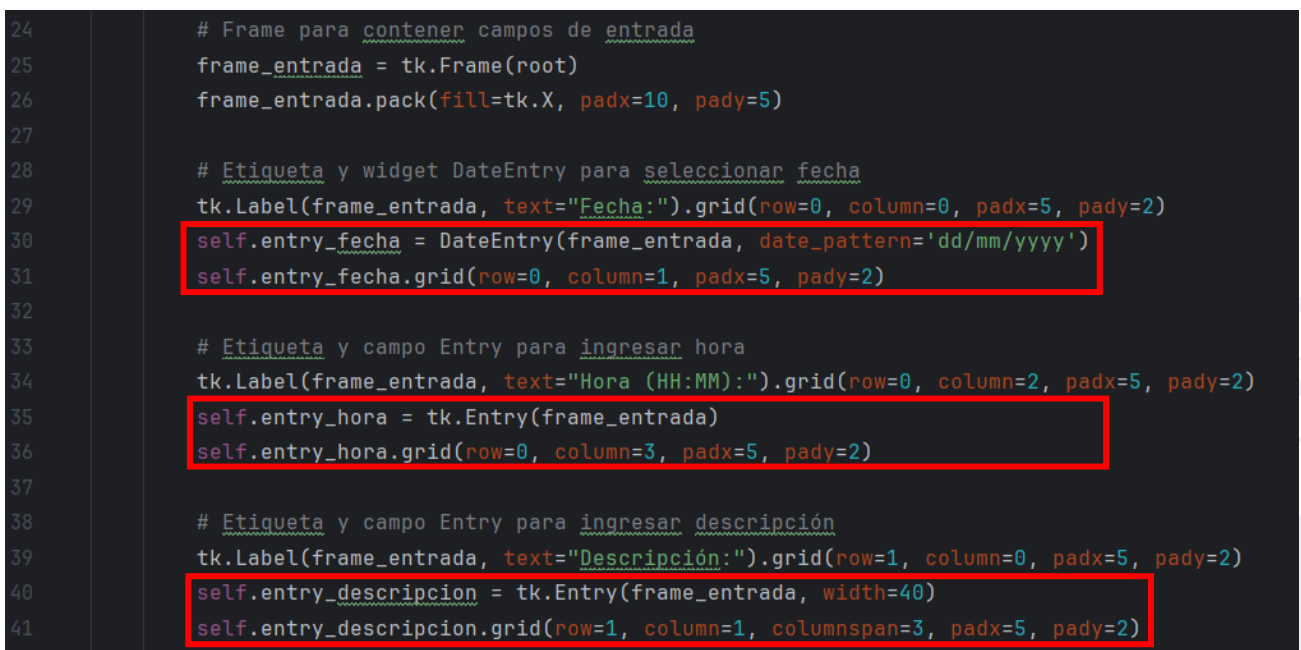 24 # Frame para contener campos de entrada
25 frame_entrada = tk.Frame(root)
26 frame_entrada.pack(fill=tk.X, padx=10, pady=5)
27
28 # Etiqueta y widget DateEntry para seleccionar fecha
29 tk.Label(frame_entrada, text="Fecha:").grid(row=0, column=0, padx=5, pady=2)
30 self.entry_fecha = DateEntry(frame_entrada, date_pattern='dd/mm/yyyy')
31 self.entry_fecha.grid(row=0, column=1, padx=5, pady=2)
32
33 # Etiqueta y campo Entry para ingresar hora
34 tk.Label(frame_entrada, text="Hora (HH:MM):").grid(row=0, column=2, padx=5, pady=2)
35 self.entry_hora = tk.Entry(frame_entrada)
36 self.entry_hora.grid(row=0, column=3, padx=5, pady=2)
37
38 # Etiqueta y campo Entry para ingresar descripción
39 tk.Label(frame_entrada, text="Descripción:").grid(row=1, column=0, padx=5, pady=2)
40 self.entry_descripcion = tk.Entry(frame_entrada, width=40)
41 self.entry_descripcion.grid(row=1, column=1, columnspan=3, padx=5, pady=2)